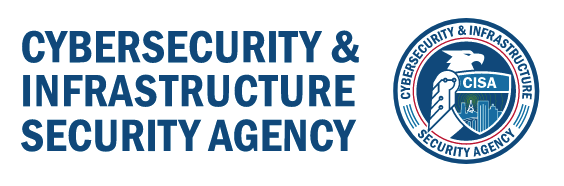 CYBERSECURITY &
INFRASTRUCTURE
SECURITY AGENCY
CYBERSECURITY & INFRASTRUCTURE
CISA
SECURITY AGENCY